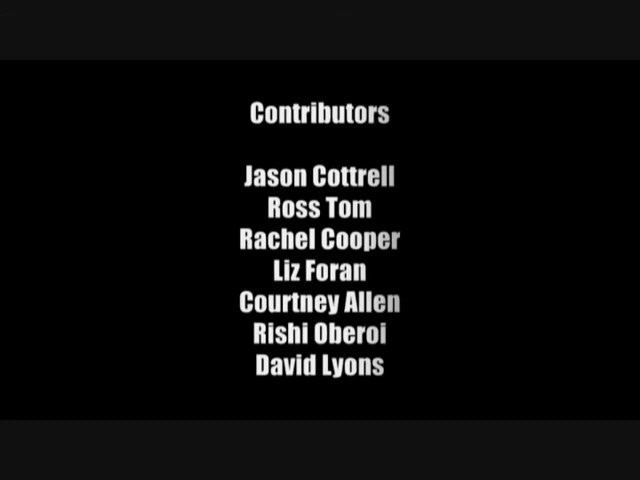 Contributors
Jason Cottrell
Ross Tom
Rachel Cooper
Liz Foran
Courtney Allen
Rishi Oberoi
David Lyons